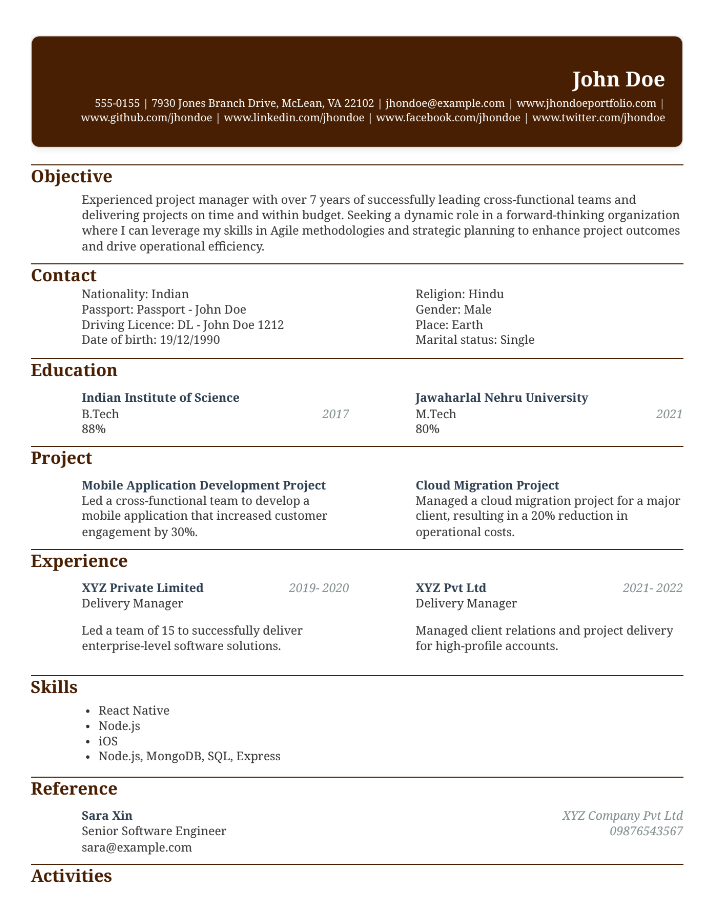 John Doe
555-0155 | 7930 Jones Branch Drive, McLean, VA 22102 | jhondoe@example.com | www.jhondoeportfolio.com |
www.github.com/jhondoe | www.linkedin.com/jhondoe | www.facebook.com/jhondoe | www.twitter.com/jhondoe
Objective
Experienced project manager with over 7 years of successfully leading cross-functional teams and
delivering projects on time and within budget. Seeking a dynamic role in a forward-thinking organization
where I can leverage my skills in Agile methodologies and strategic planning to enhance project outcomes
and drive operational efficiency.
Contact
Nationality: Indian
Passport: Passport - John Doe
Driving Licence: DL - John Doe 1212
Date of birth: 19/12/1990
Religion: Hindu
Gender: Male
Place: Earth
Marital status: Single
Education
Indian Institute of Science
B.Tech 2017
88%
Jawaharlal Nehru University
M.Tech 2021
80%
Project
Mobile Application Development Project
Led a cross-functional team to develop a
mobile application that increased customer
engagement by 30%.
Cloud Migration Project
Managed a cloud migration project for a major
client, resulting in a 20% reduction in
operational costs.
Experience
XYZ Private Limited 2019- 2020
Delivery Manager
Led a team of 15 to successfully deliver
enterprise-level software solutions.
XYZ Pvt Ltd 2021- 2022
Delivery Manager
Managed client relations and project delivery
for high-profile accounts.
Skills
• React Native
• Node.js
• iOS
• Node.js, MongoDB, SQL, Express
Reference
Sara Xin XYZ Company Pvt Ltd
Senior Software Engineer 09876543567
sara@example.com
Activities